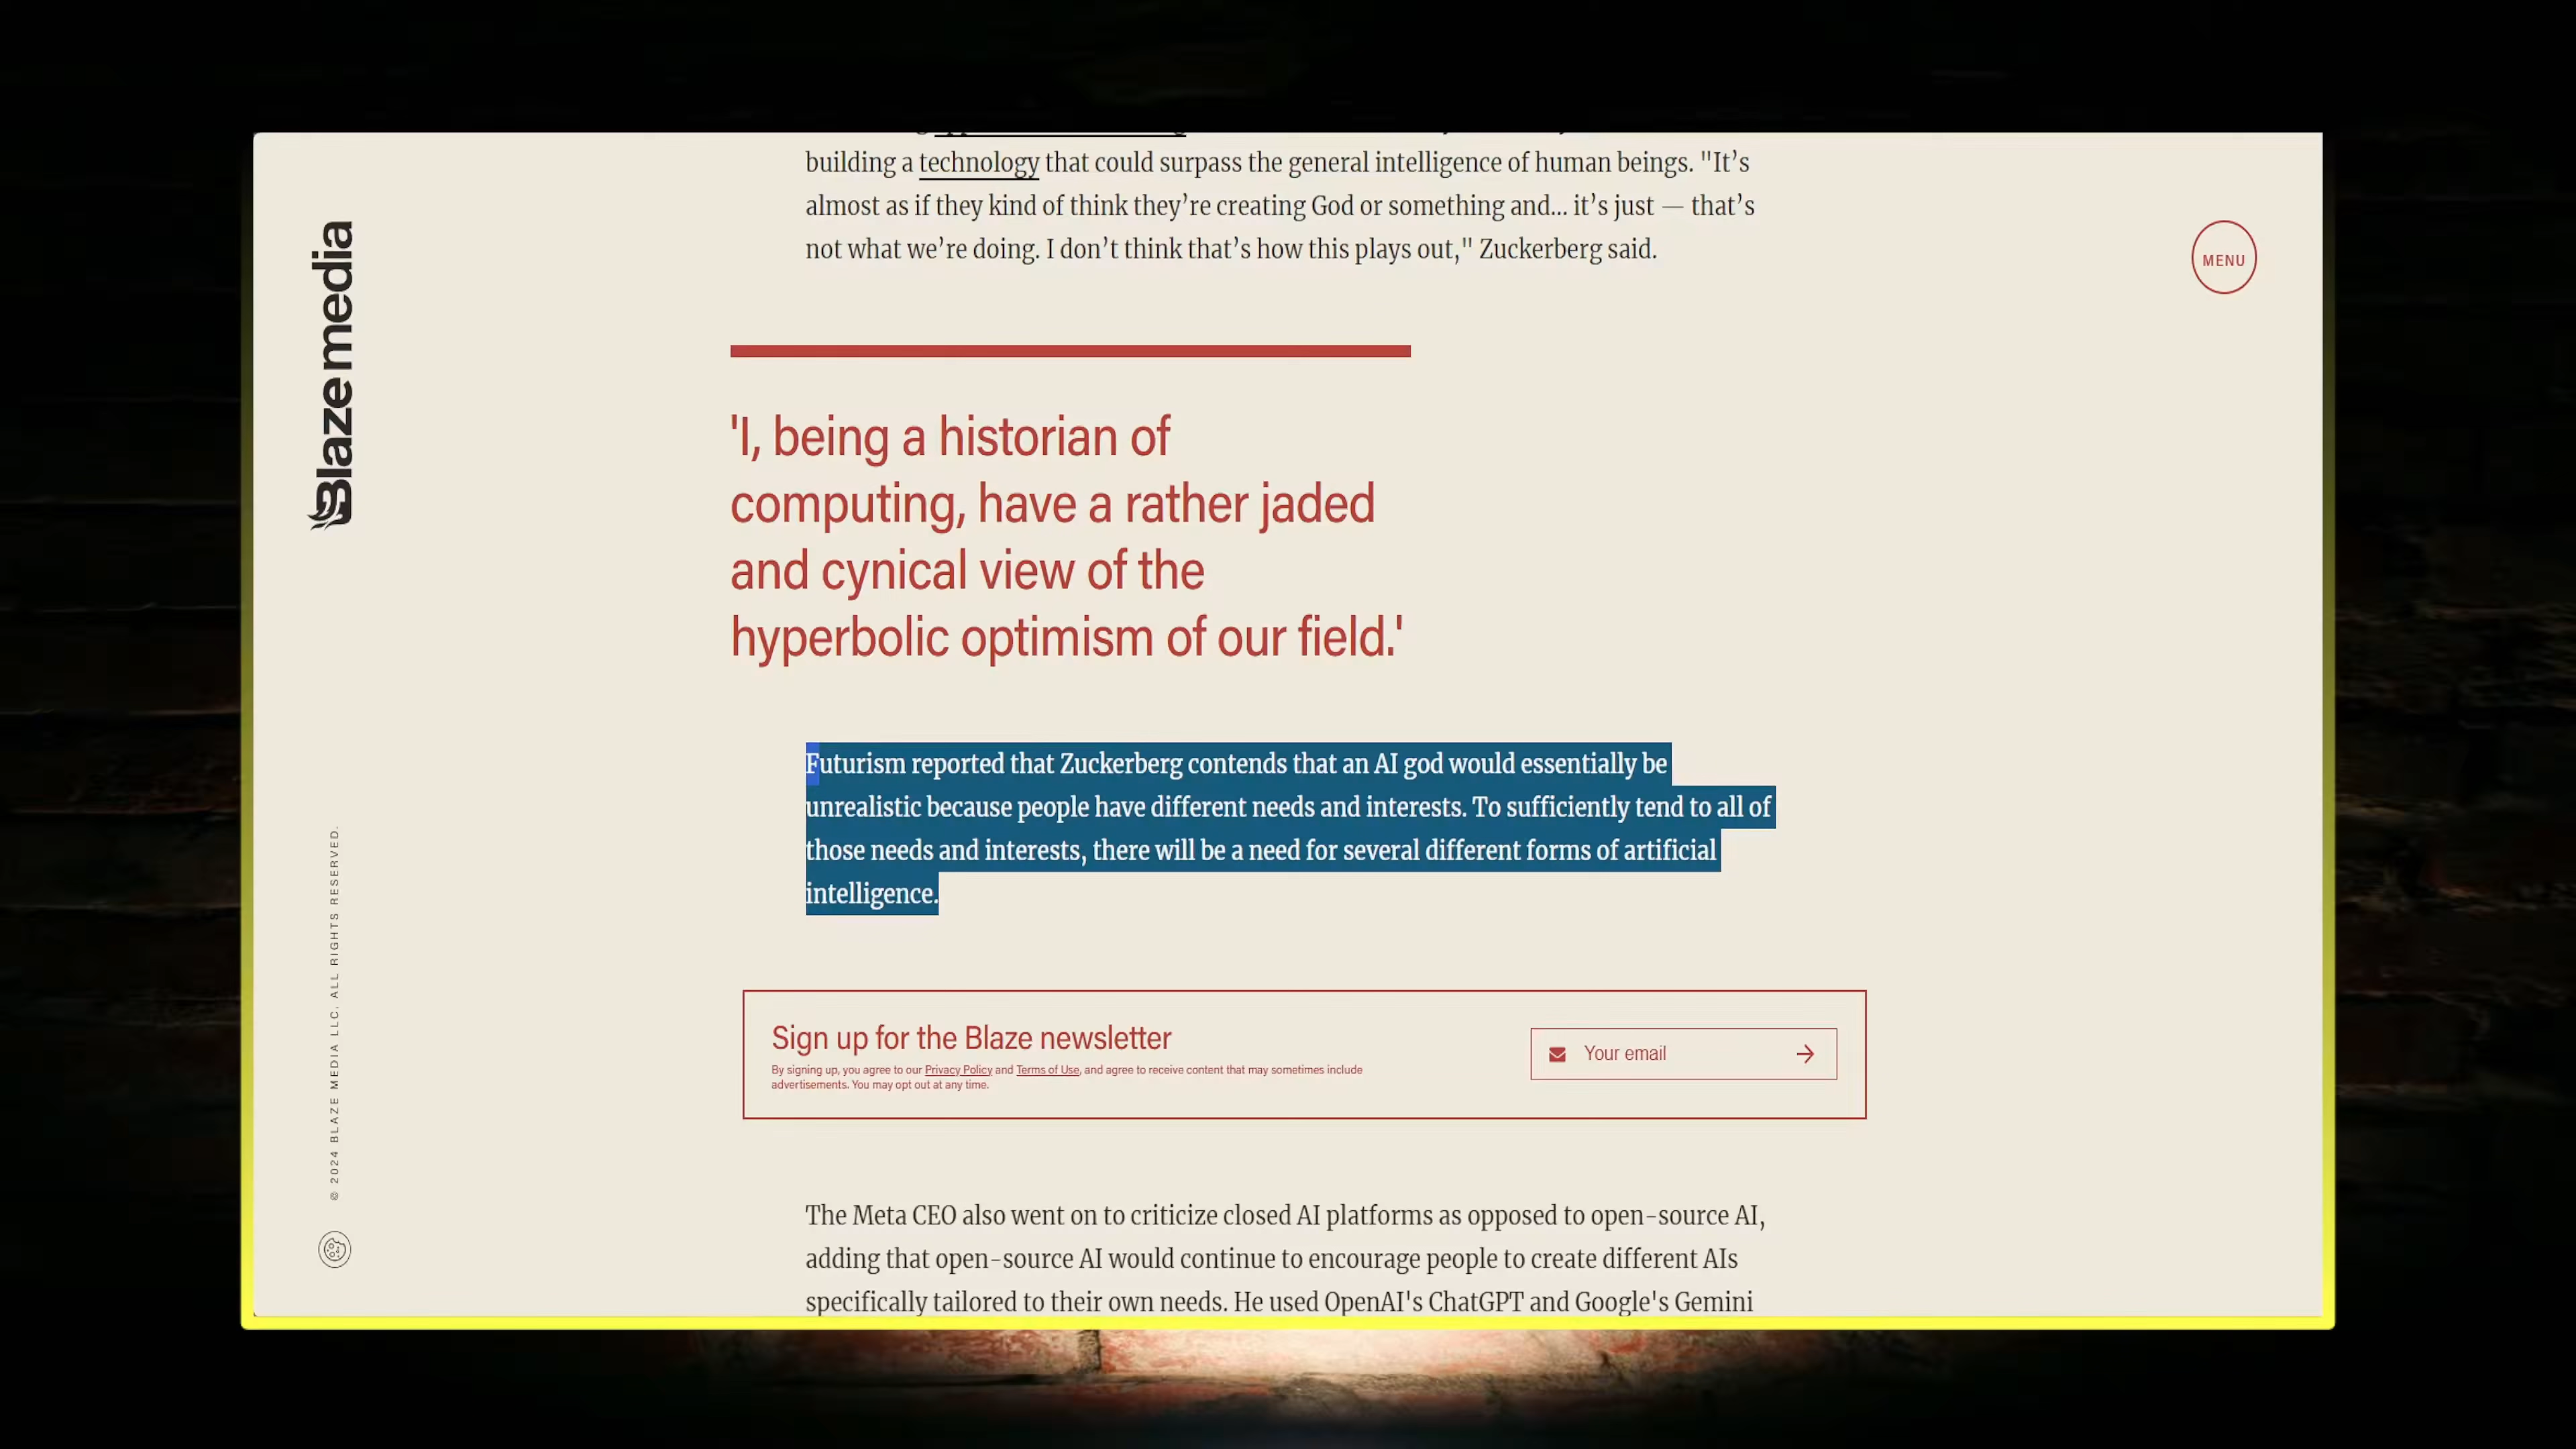 building a technology that could surpass the general intelligence of human beings. "It's
almost as if they kind of think they're creating God or something and... it's just — that's
not what we're doing. I don't think that's how this plays out," Zuckerberg said.
Blaze media
MENU
'I, being a historian of
computing, have a rather jaded
and cynical view of the
hyperbolic optimism of our field.'
Futurism reported that Zuckerberg contends that an AI god would essentially be
unrealistic because people have different needs and interests. To sufficiently tend to all of
those needs and interests, there will be a need for several different forms of artificial
intelligence.
© 2024 BLAZE MEDIA LLC. ALL RIGHTS RESERVED.
Sign up for the Blaze newsletter
By signing up, you agree to our Privacy Policy and Terms of Use, and agree to receive content that may sometimes include
advertisements. You may opt out at any time.
Your email
The Meta CEO also went on to criticize closed AI platforms as opposed to open-source AI,
adding that open-source AI would continue to encourage people to create different AIs
specifically tailored to their own needs. He used OpenAI's ChatGPT and Google's Gemini